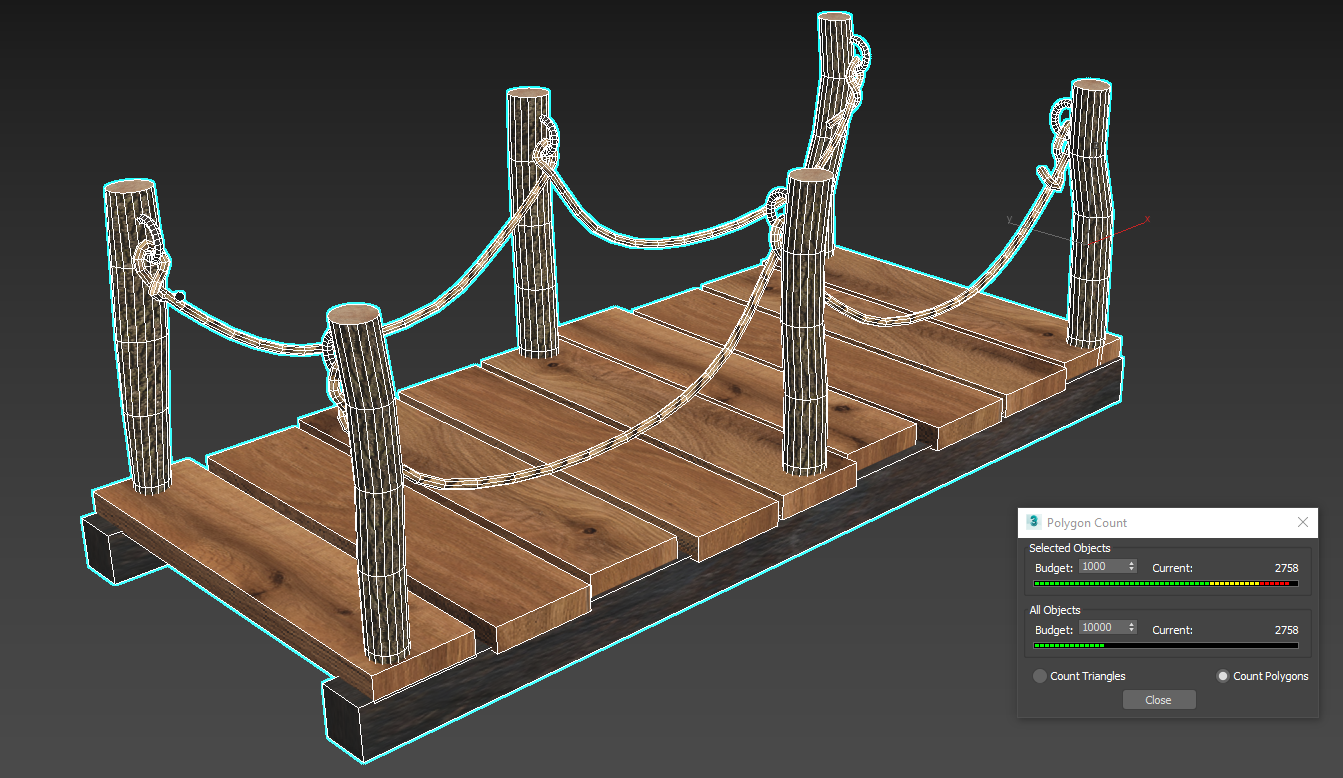 y
x
3 Polygon Count
Selected Objects
Budget: 1000 Current: 2758
All Objects
Budget: 10000 Current: 2758
Count Triangles Count Polygons
Close